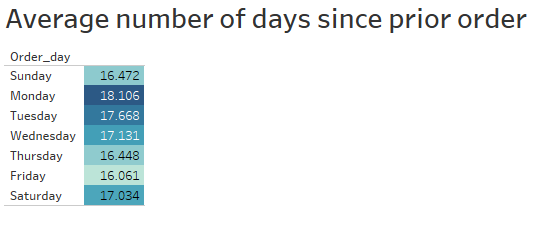 Average number of days since prior order
Order_day
Sunday 16.472
Monday 18.106
Tuesday 17.668
Wednesday 17.131
Thursday 16.448
Friday 16.061
Saturday 17.034